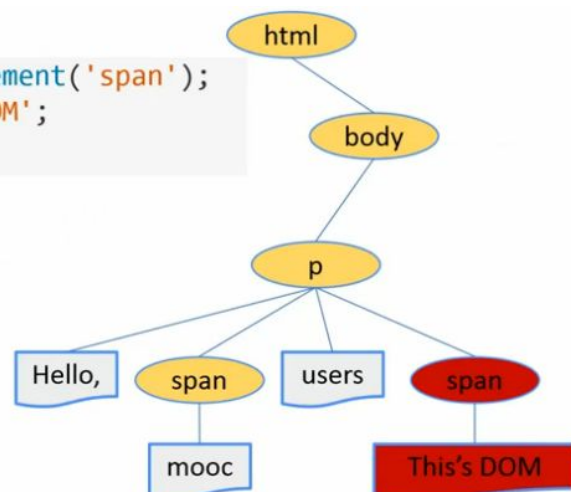 html
ement('span');
M';
body
p
Hello,
span
users
span
mooc
This's DOM